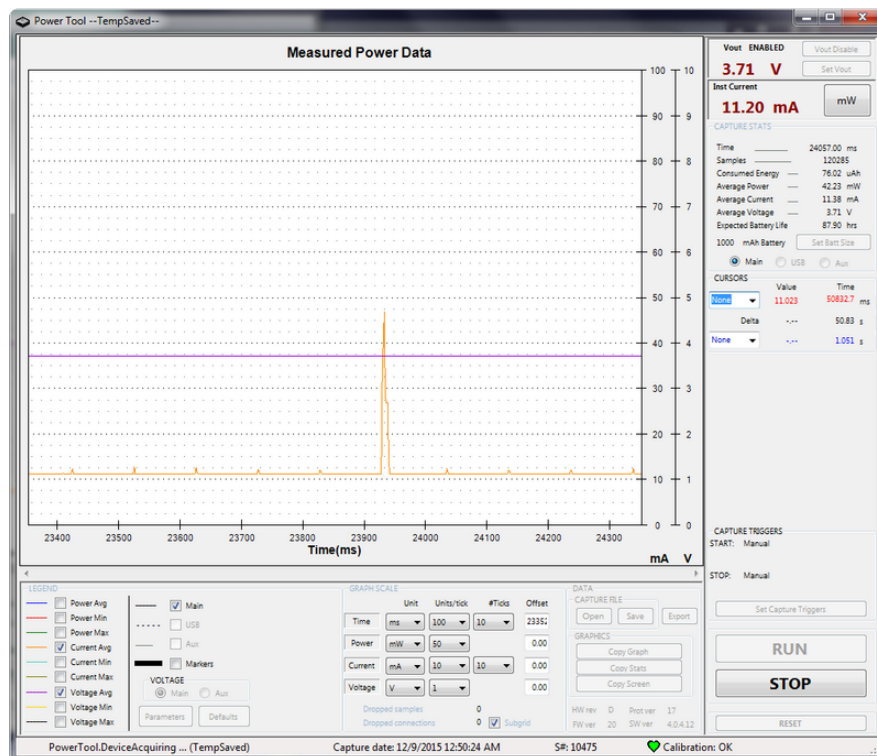 Power Tool --TempSaved--
Measured Power Data
100 10
90 9
80 8
70 7
60 6
50 5
40 4
30 3
20 2
10 1
0 0
23400 23500 23600 23700 23800 23900 24000 24100 24200 24300
Time(ms)
mA V
Vout ENABLED Vout Disable
3.71 V Set Vout
Inst Current
11.20 mA mW
CAPTURE STATS
Time 24057.00 ms
Samples 120285
Consumed Energy 76.02 uAh
Average Power 42.23 mW
Average Current 11.38 mA
Average Voltage 3.71 V
Expected Battery Life 87.90 hrs
1000 mAh Battery Set Batt Size
Main USB Aux
CURSORS
Value Time
None 11.023 50832.7 ms
Delta -.-- 50.83 s
None -.-- 1.051 s
CAPTURE TRIGGERS
START: Manual
STOP: Manual
Set Capture Triggers
RUN
STOP
RESET
LEGEND
Power Avg
Power Min
Power Max
Current Avg
Current Min
Current Max
Voltage Avg
Voltage Min
Voltage Max
Main
USB
Aux
Markers
VOLTAGE
Main Aux
Parameters Defaults
GRAPH SCALE
Unit Units/tick #Ticks Offset
Time ms 100 10 23352
Power mW 50 0.00
Current mA 10 10 0.00
Voltage V 1 0.00
Dropped samples 0
Dropped connections 0 Subgrid
DATA
CAPTURE FILE
Open Save Export
GRAPHICS
Copy Graph
Copy Stats
Copy Screen
HW rev D Prot ver 17
FW ver 20 SW ver 4.0.4.12
PowerTool.DeviceAcquiring ... (TempSaved) Capture date: 12/9/2015 12:50:24 AM S#: 10475 Calibration: OK